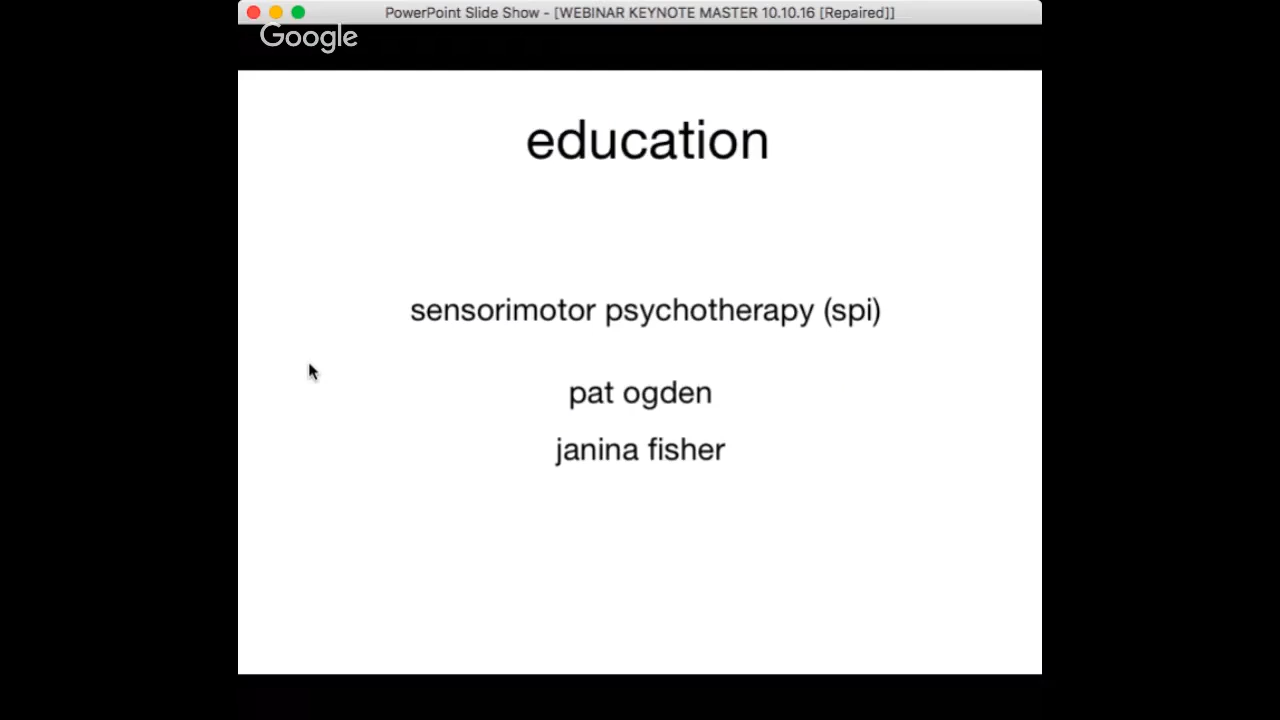 PowerPoint Slide Show - [WEBINAR KEYNOTE MASTER 10.10.16 [Repaired]]
Google
education
sensorimotor psychotherapy (spi)
pat ogden
janina fisher